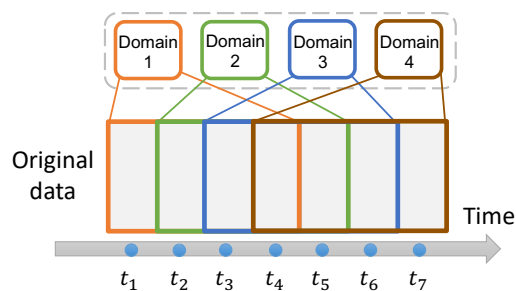 Domain 1
Domain 2
Domain 3
Domain 4
Original
data
Time
t₁ t₂ t₃ t₄ t₅ t₆ t₇